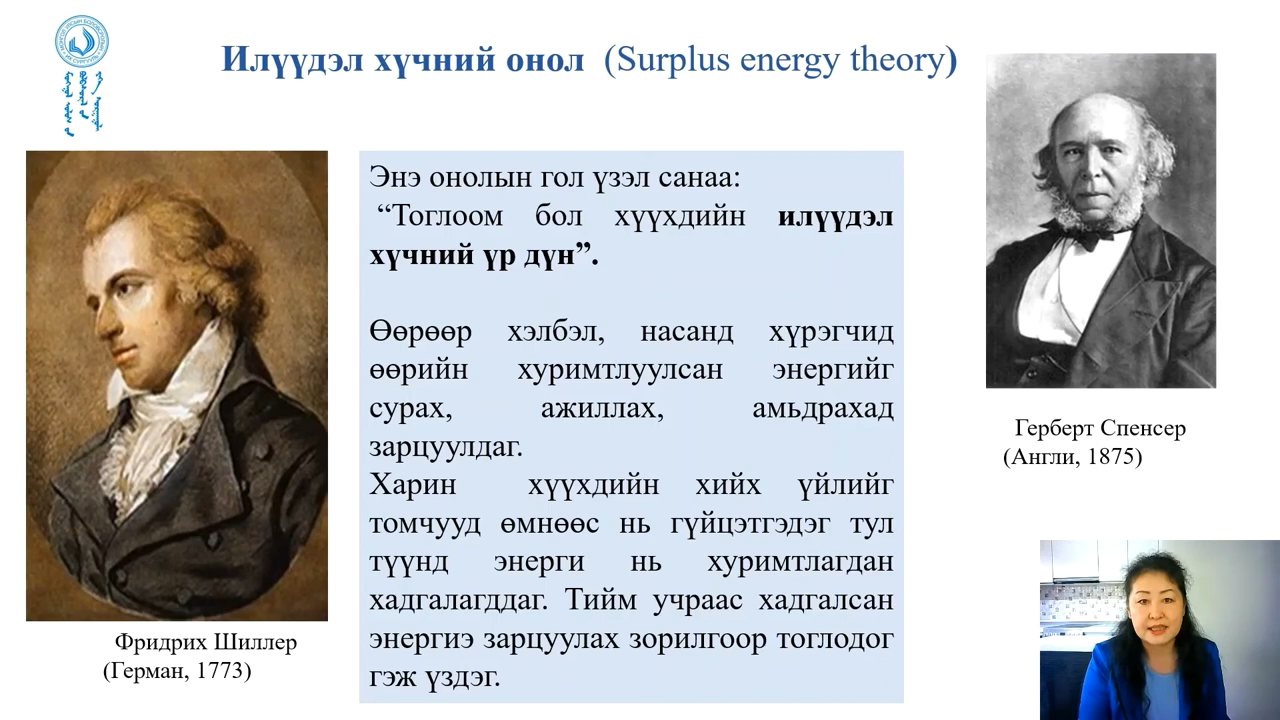 Илүүдэл хүчний онол (Surplus energy theory)
Энэ онолын гол үзэл санаа:
“Тоглоом бол хүүхдийн илүүдэл
хүчний үр дүн”.
Өөрөөр хэлбэл, насанд хүрэгчид
өөрийн хуримтлуулсан энергийг
сурах, ажиллах, амьдрахад
зарцуулдаг.
Харин хүүхдийн хийх үйлийг
томчууд өмнөөс нь гүйцэтгэдэг тул
түүнд энерги нь хуримтлагдан
хадгалагддаг. Тийм учраас хадгалсан
энергиэ зарцуулах зорилгоор тоглодог
гэж үздэг.
Фридрих Шиллер
(Герман, 1773)
Герберт Спенсер
(Англи, 1875)